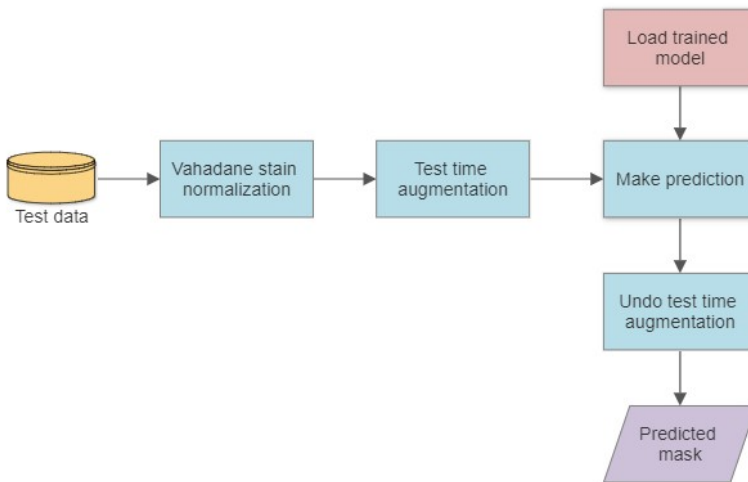 Load trained
model
Test data
Vahadane stain
normalization
Test time
augmentation
Make prediction
Undo test time
augmentation
Predicted
mask